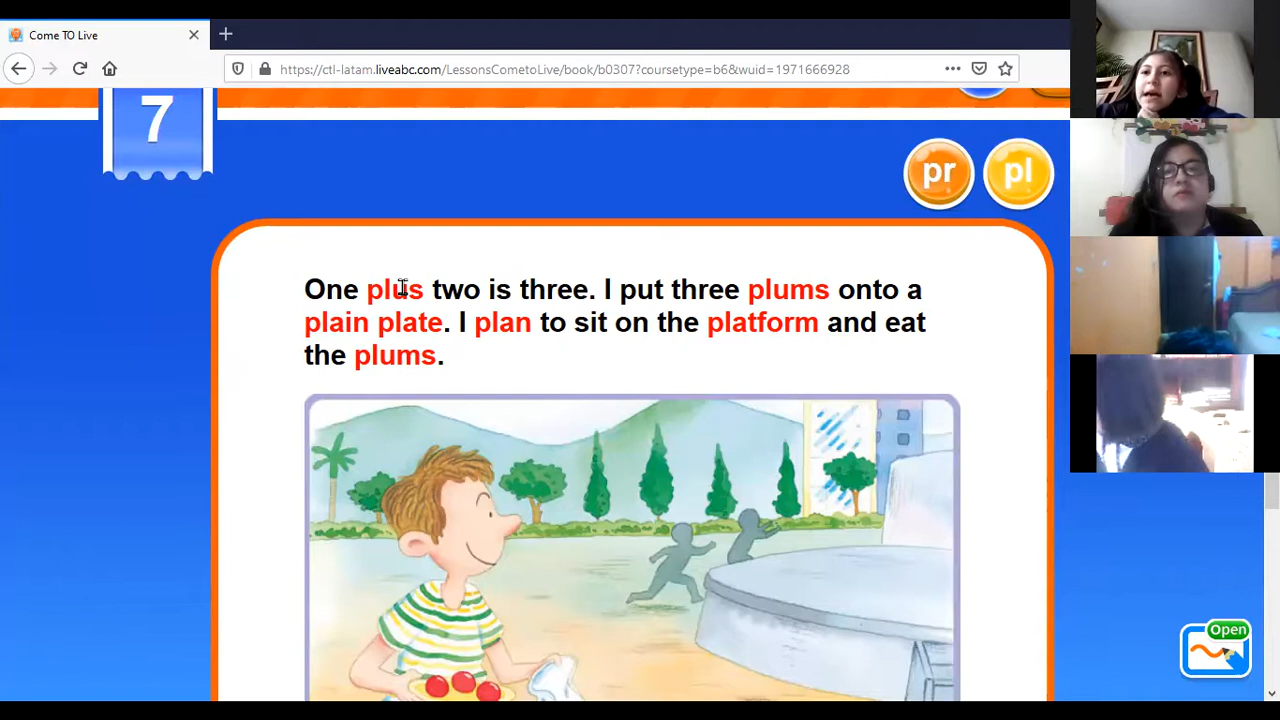 Come TO Live
https://ctl-latam.liveabc.com/LessonsCometoLive/book/b0307?coursetype=b6&wuid=1971666928
7
pr pl
One plus two is three. I put three plums onto a
plain plate. I plan to sit on the platform and eat
the plums.
Open